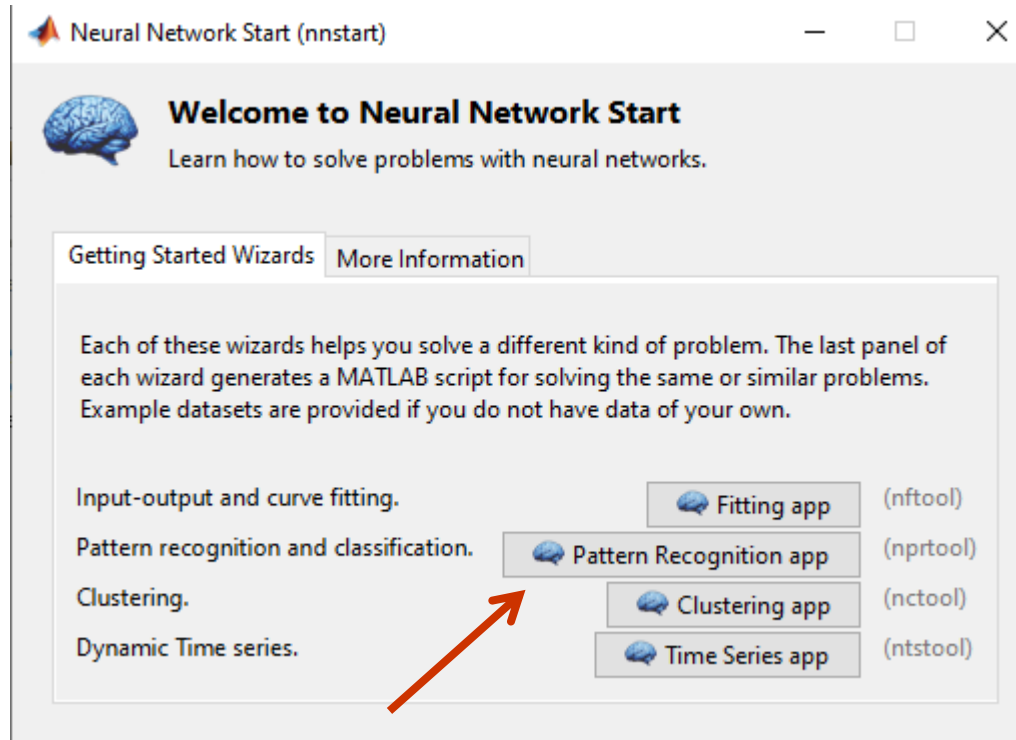 Neural Network Start (nnstart)
Welcome to Neural Network Start
Learn how to solve problems with neural networks.
Getting Started Wizards More Information
Each of these wizards helps you solve a different kind of problem. The last panel of
each wizard generates a MATLAB script for solving the same or similar problems.
Example datasets are provided if you do not have data of your own.
Input-output and curve fitting. Fitting app (nftool)
Pattern recognition and classification. Pattern Recognition app (nprtool)
Clustering. Clustering app (nctool)
Dynamic Time series. Time Series app (ntstool)